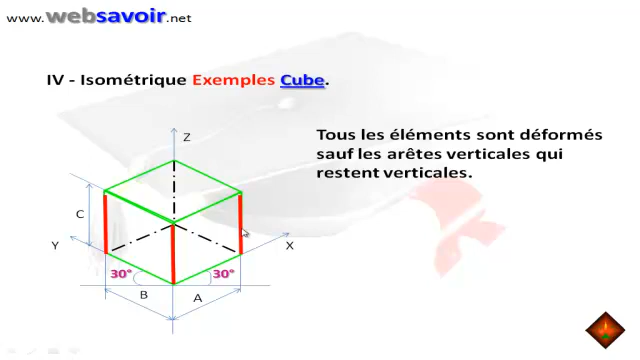 www.websavoir.net
IV - Isométrique Exemples Cube.
Tous les éléments sont déformés
sauf les arêtes verticales qui
restent verticales.
Z
C
Y
X
30°
30°
B
A